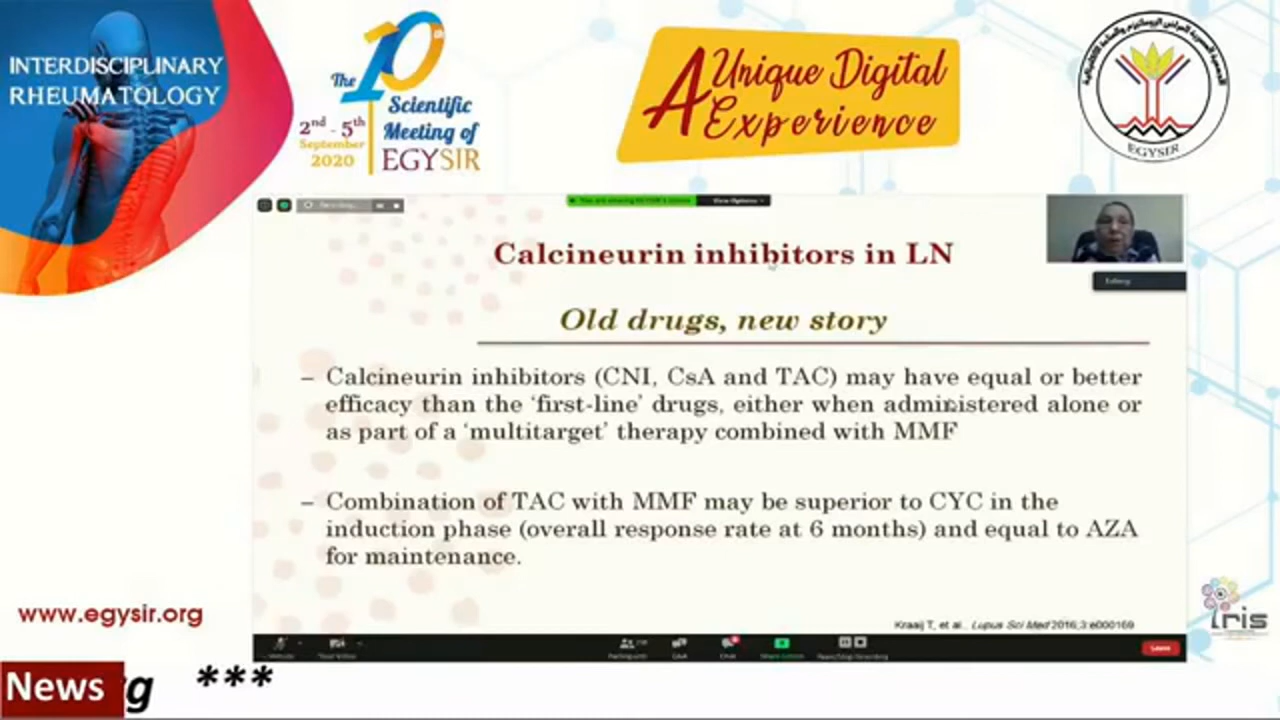 INTERDISCIPLINARY
RHEUMATOLOGY
The 10th
Scientific
Meeting of
EGYSIR
2nd - 5th
September
2020
A Unique Digital
Experience
EGYSIR
View Options
Calcineurin inhibitors in LN
Old drugs, new story
– Calcineurin inhibitors (CNI, CsA and TAC) may have equal or better
efficacy than the ‘first-line’ drugs, either when administered alone or
as part of a ‘multitarget’ therapy combined with MMF
– Combination of TAC with MMF may be superior to CYC in the
induction phase (overall response rate at 6 months) and equal to AZA
for maintenance.
Kraaij T, et al., Lupus Sci Med 2016;3:e000169
Leave
www.egysir.org
Iris
News
g ***